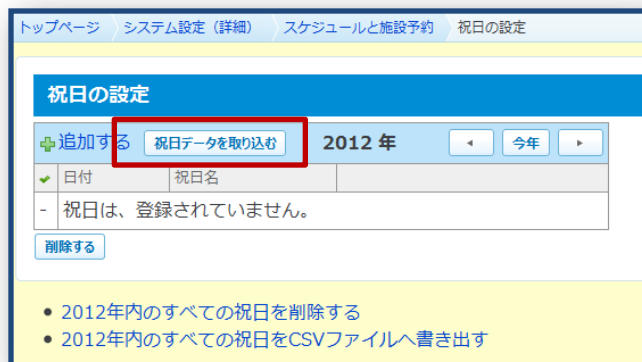 トップページ システム設定（詳細） スケジュールと施設予約 祝日の設定
祝日の設定
追加する 祝日データを取り込む 2012 年 今年
日付 祝日名
- 祝日は、登録されていません。
削除する
• 2012年内のすべての祝日を削除する
• 2012年内のすべての祝日をCSVファイルへ書き出す